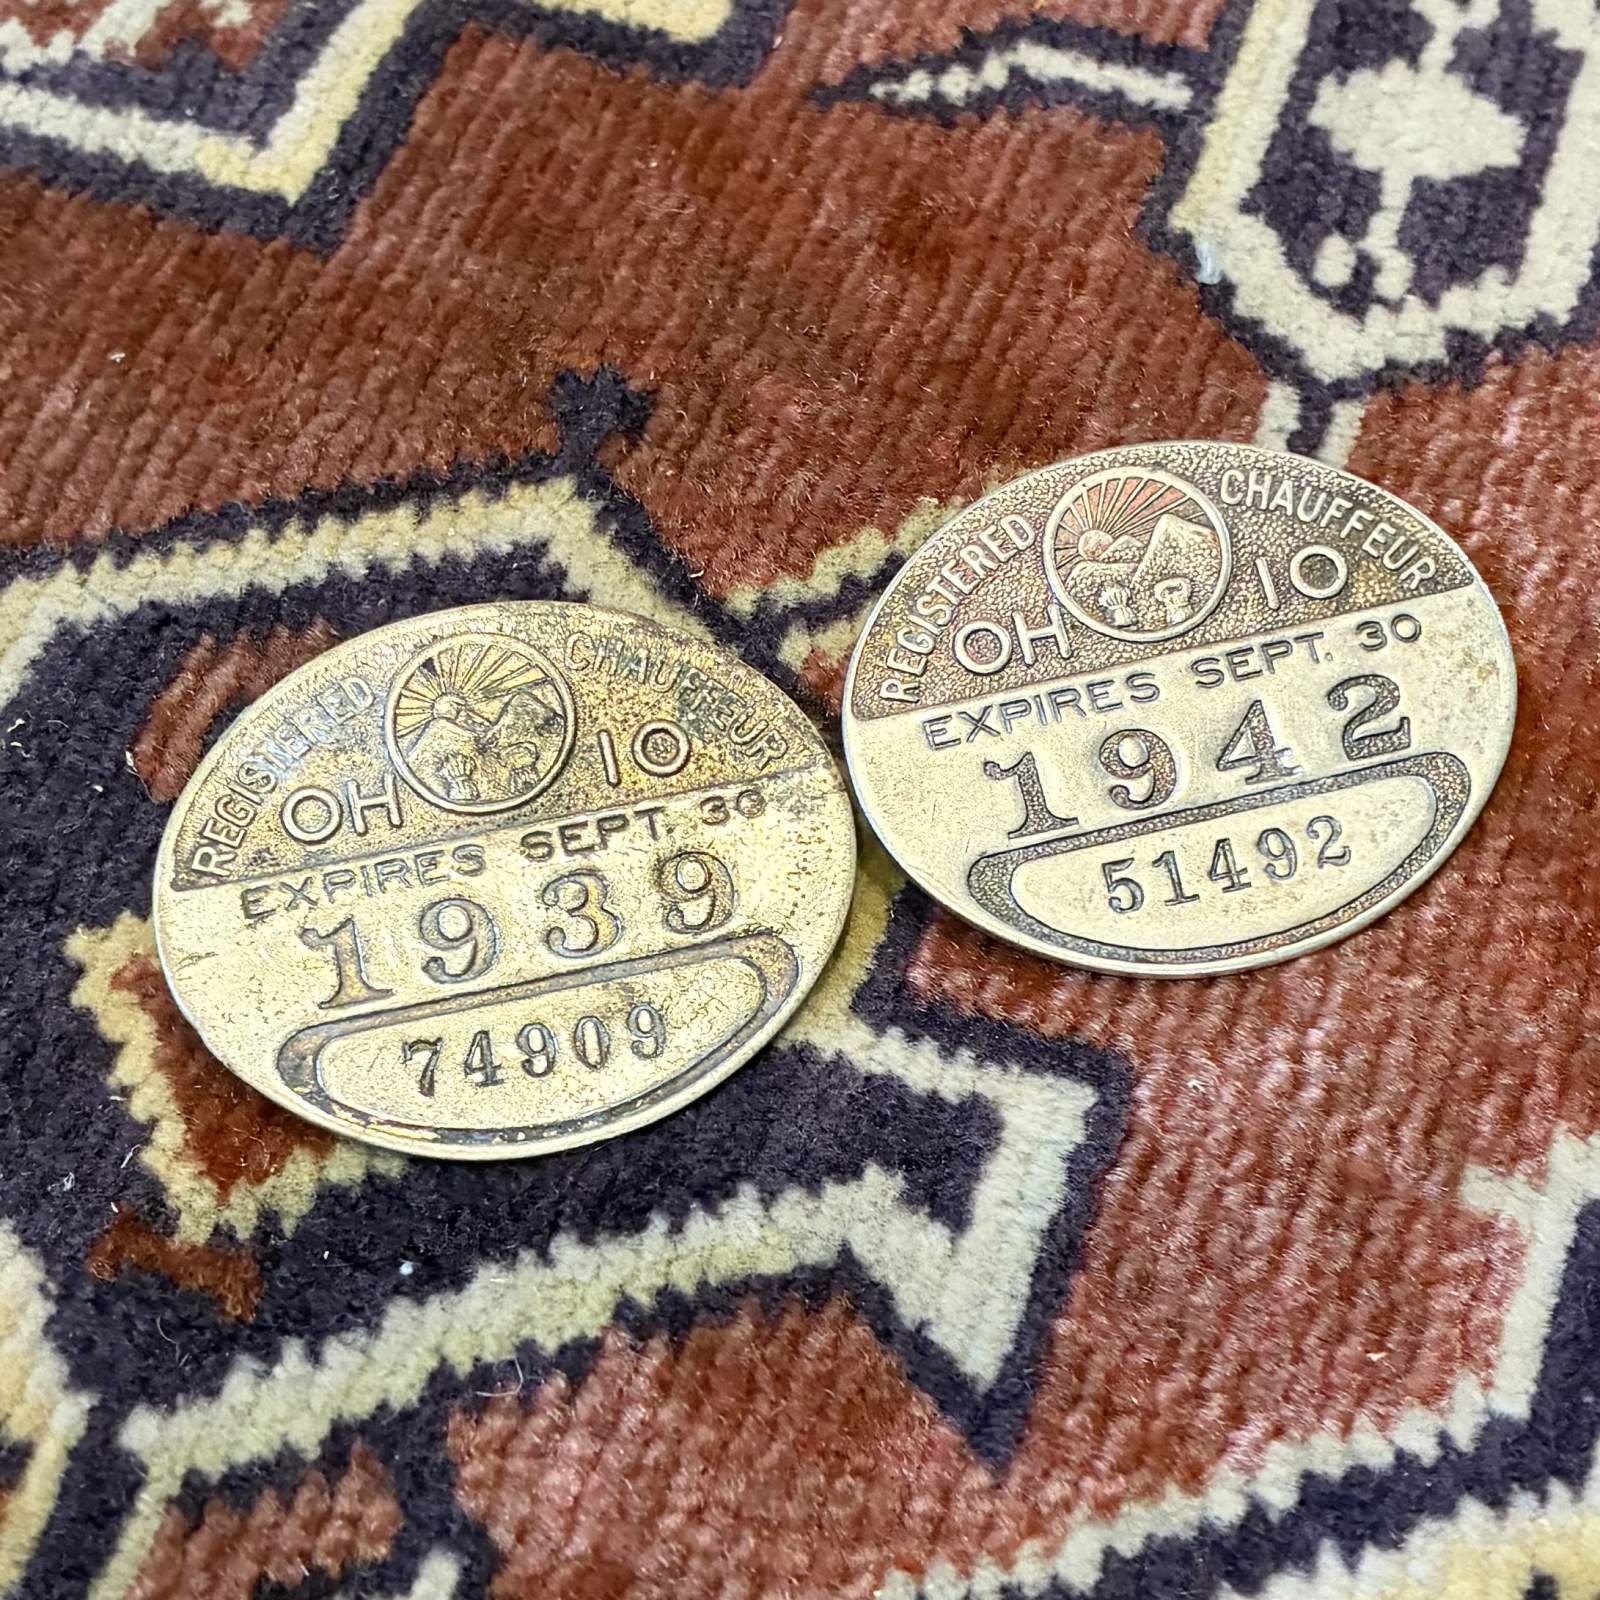 REGISTERED CHAUFFEUR
OHIO
EXPIRES SEPT. 30
1939
74909
REGISTERED CHAUFFEUR
OHIO
EXPIRES SEPT. 30
1942
51492